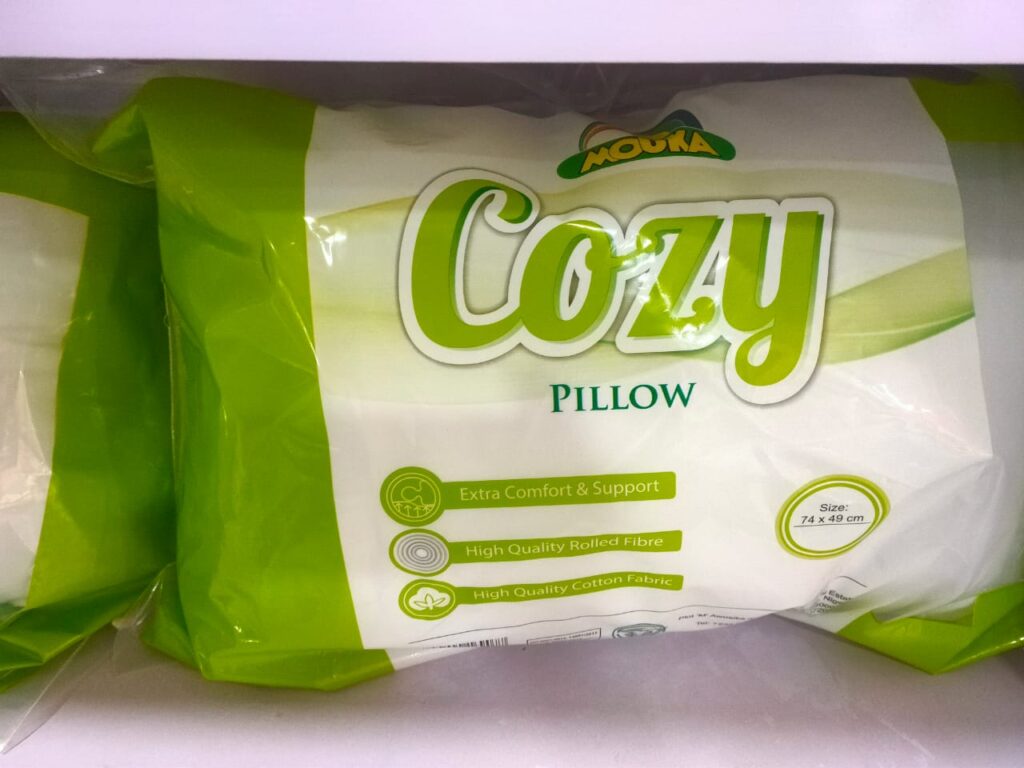 MOUKA
Cozy
PILLOW
Extra Comfort & Support
High Quality Rolled Fibre
High Quality Cotton Fabric
Size:
74 x 49 cm